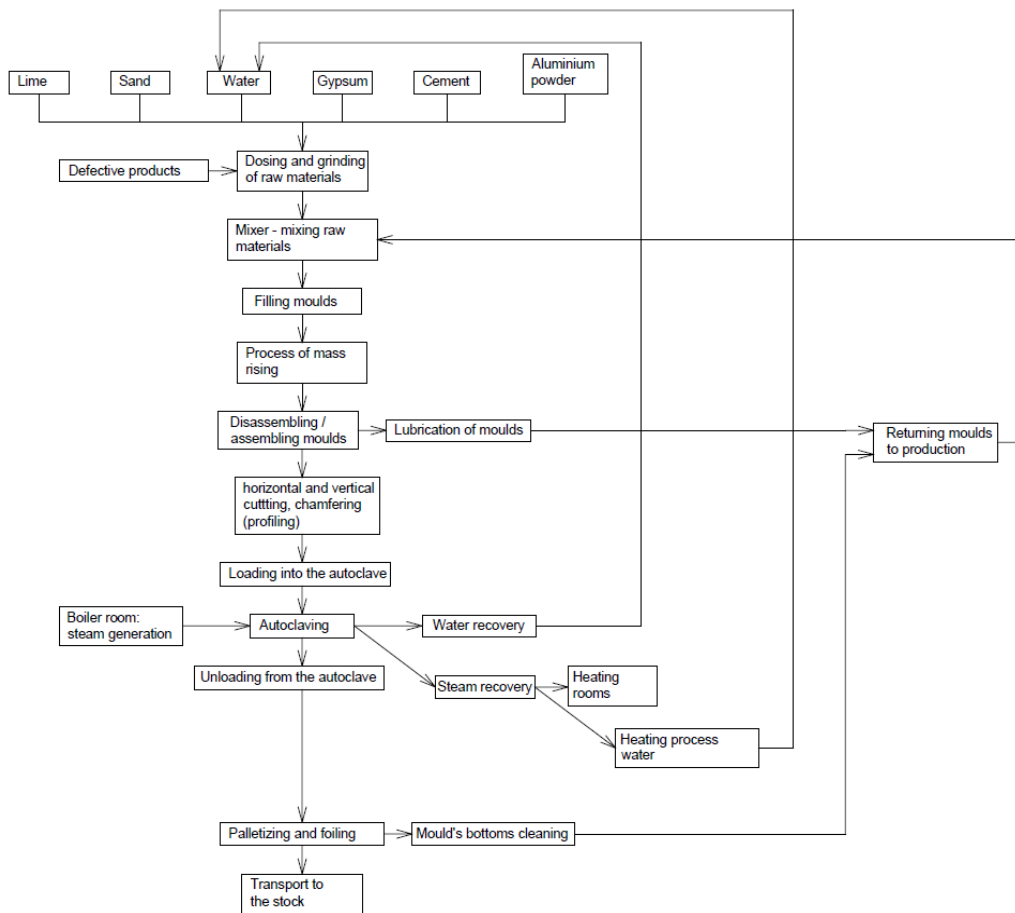 Lime
Sand
Water
Gypsum
Cement
Aluminium
powder
Defective products
Dosing and grinding
of raw materials
Mixer - mixing raw
materials
Filling moulds
Process of mass
rising
Disassembling /
assembling moulds
Lubrication of moulds
Returning moulds
to production
horizontal and vertical
cuttting, chamfering
(profiling)
Loading into the autoclave
Boiler room:
steam generation
Autoclaving
Water recovery
Unloading from the autoclave
Steam recovery
Heating
rooms
Heating process
water
Palletizing and foiling
Mould's bottoms cleaning
Transport to
the stock